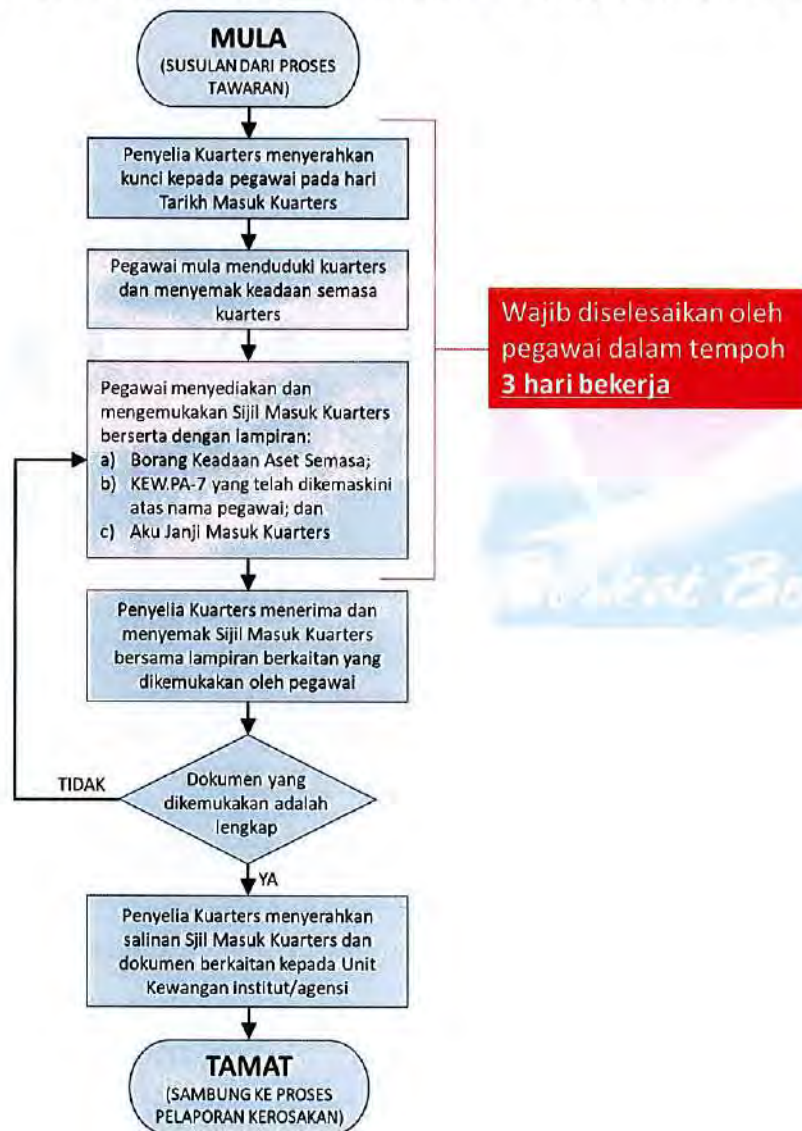 MULA
(SUSULAN DARI PROSES
TAWARAN)
Penyelia Kuarters menyerahkan
kunci kepada pegawai pada hari
Tarikh Masuk Kuarters
Pegawai mula menduduki kuarters
dan menyemak keadaan semasa
kuarters
Wajib diselesaikan oleh
pegawai dalam tempoh
3 hari bekerja
Pegawai menyediakan dan
mengemukakan Sijil Masuk Kuarters
berserta dengan lampiran:
a) Borang Keadaan Aset Semasa;
b) KEW.PA-7 yang telah dikemaskini
atas nama pegawai; dan
c) Aku Janji Masuk Kuarters
Penyelia Kuarters menerima dan
menyemak Sijil Masuk Kuarters
bersama lampiran berkaitan yang
dikemukakan oleh pegawai
TIDAK
Dokumen yang
dikemukakan adalah
lengkap
YA
Penyelia Kuarters menyerahkan
salinan Sjil Masuk Kuarters dan
dokumen berkaitan kepada Unit
Kewangan institut/agensi
TAMAT
(SAMBUNG KE PROSES
PELAPORAN KEROSAKAN)